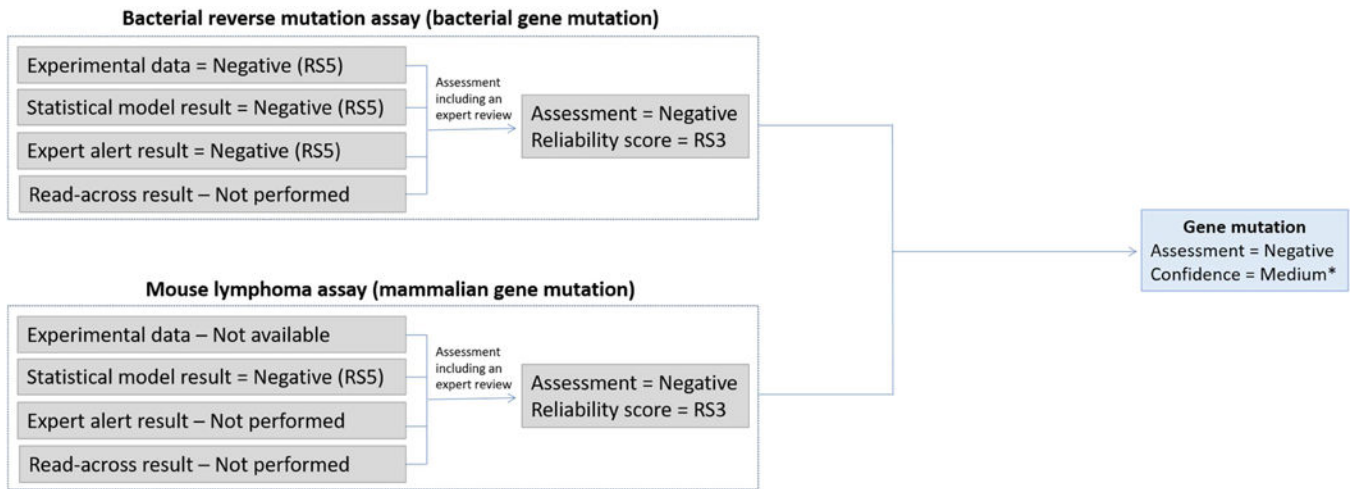 Bacterial reverse mutation assay (bacterial gene mutation)
Experimental data = Negative (RS5)
Statistical model result = Negative (RS5)
Expert alert result = Negative (RS5)
Read-across result – Not performed
Assessment
including an
expert review
Assessment = Negative
Reliability score = RS3
Mouse lymphoma assay (mammalian gene mutation)
Experimental data – Not available
Statistical model result = Negative (RS5)
Expert alert result – Not performed
Read-across result – Not performed
Assessment
including an
expert review
Assessment = Negative
Reliability score = RS3
Gene mutation
Assessment = Negative
Confidence = Medium*